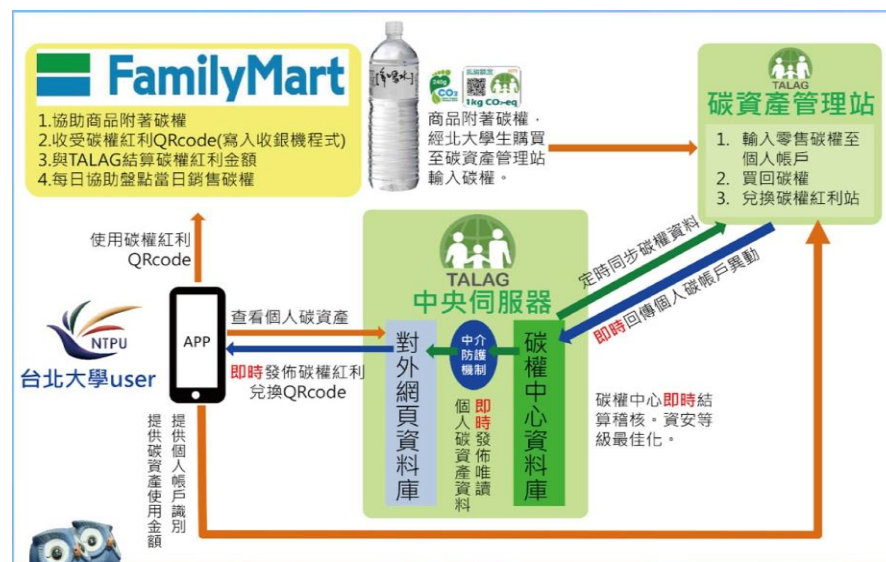 FamilyMart
1.協助商品附著碳權
2.收受碳權紅利QRcode(寫入收銀機程式)
3.與TALAG結算碳權紅利金額
4.每日協助盤點當日銷售碳權
240g
CO2
1kg CO2-eq
商品附著碳權，
經北大學生購買
至碳資產管理站
輸入碳權。
TALAG
碳資產管理站
1. 輸入零售碳權至
個人帳戶
2. 買回碳權
3. 兌換碳權紅利站
使用碳權紅利
QRcode
NTPU
台北大學user
APP
查看個人碳資產
即時發佈碳權紅利
兌換QRcode
TALAG
中央伺服器
對外網頁資料庫
中介
防護
機制
碳權中心資料庫
即時發佈唯讀
個人碳資產資料
定時同步碳權資料
即時回傳個人碳帳戶異動
碳權中心即時結
算稽核。資安等
級最佳化。
提供個人帳戶識別
提供碳資產使用金額